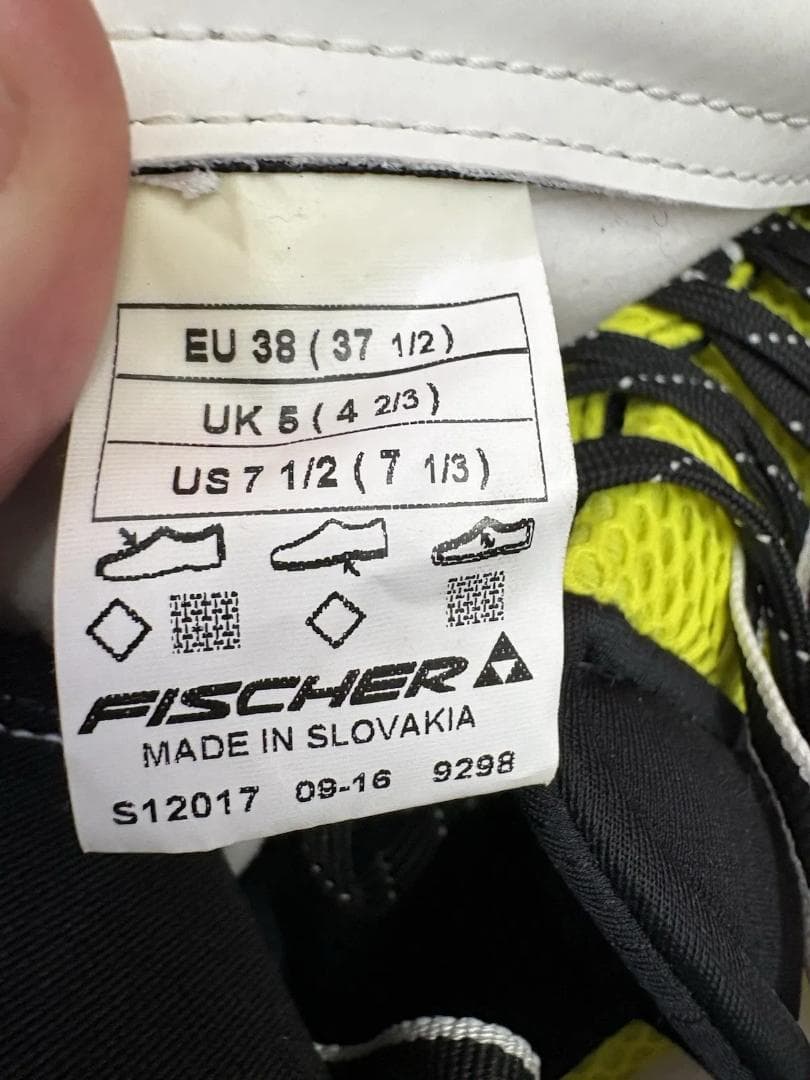 EU 38 ( 37 1/2 )
UK 5 ( 4 2/3 )
US 7 1/2 ( 7 1/3 )
FISCHER
MADE IN SLOVAKIA
S12017 09-16 9298